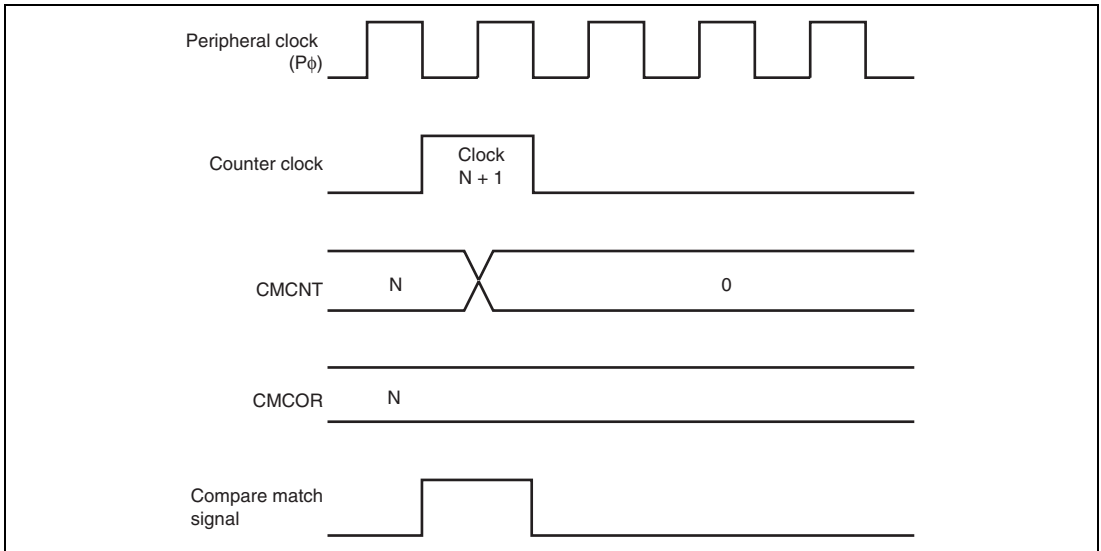 Peripheral clock
(Pϕ)
Counter clock
Clock
N + 1
CMCNT
N
0
CMCOR
N
Compare match
signal